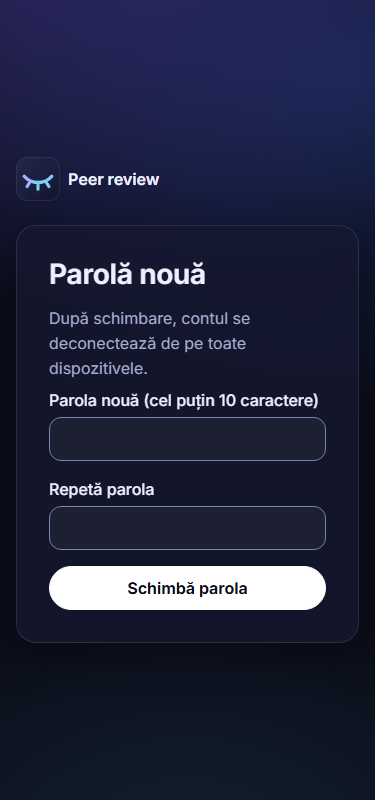 Peer review
Parolă nouă
După schimbare, contul se
deconectează de pe toate
dispozitivele.
Parola nouă (cel puțin 10 caractere)
Repetă parola
Schimbă parola